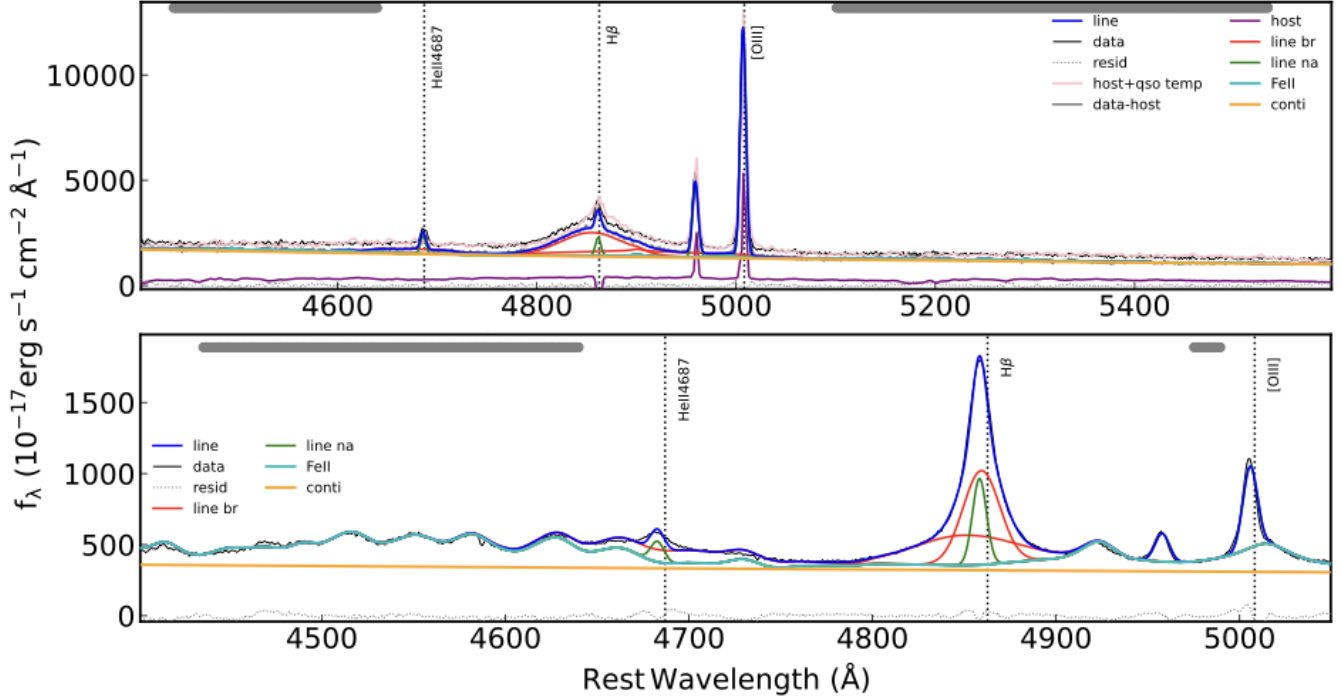 f_λ (10⁻¹⁷erg s⁻¹ cm⁻² Å⁻¹)
10000
5000
0
HeII4687
Hβ
[OIII]
line
data
resid
host+qso temp
data-host
host
line br
line na
FeII
conti
4600 4800 5000 5200 5400
1500
1000
500
0
HeII4687
Hβ
[OIII]
line
data
resid
line br
line na
FeII
conti
4500 4600 4700 4800 4900 5000
Rest Wavelength (Å)